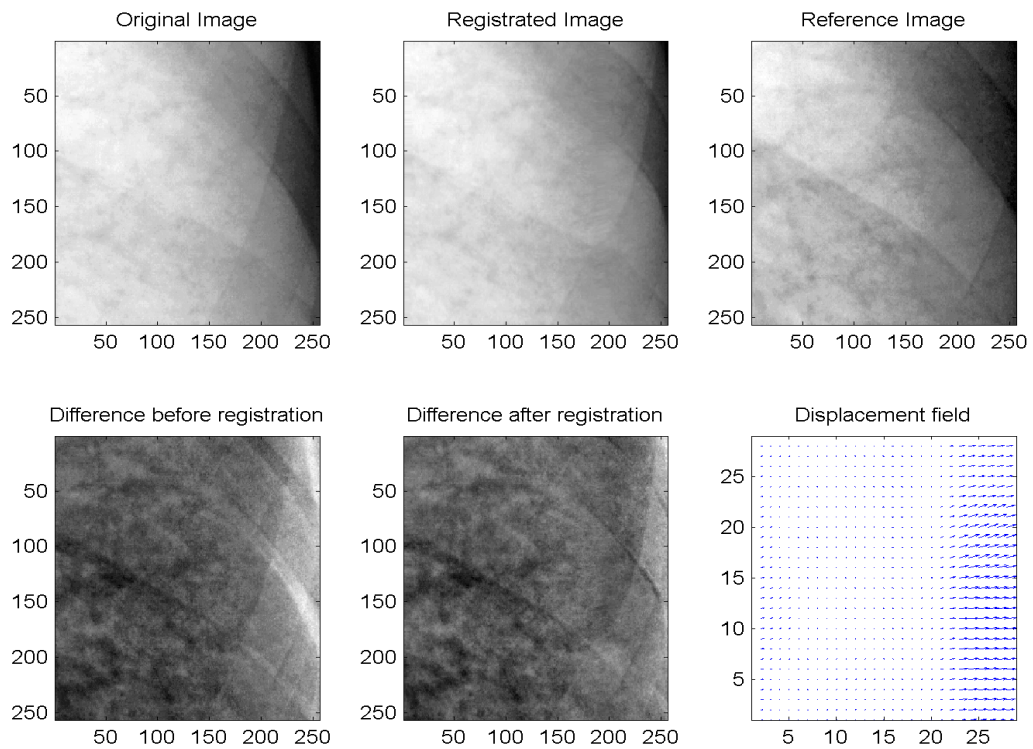 Original Image
Registrated Image
Reference Image
50
100
150
200
250
50 100 150 200 250
50
100
150
200
250
50 100 150 200 250
50
100
150
200
250
50 100 150 200 250
Difference before registration
Difference after registration
Displacement field
50
100
150
200
250
50 100 150 200 250
50
100
150
200
250
50 100 150 200 250
25
20
15
10
5
5 10 15 20 25